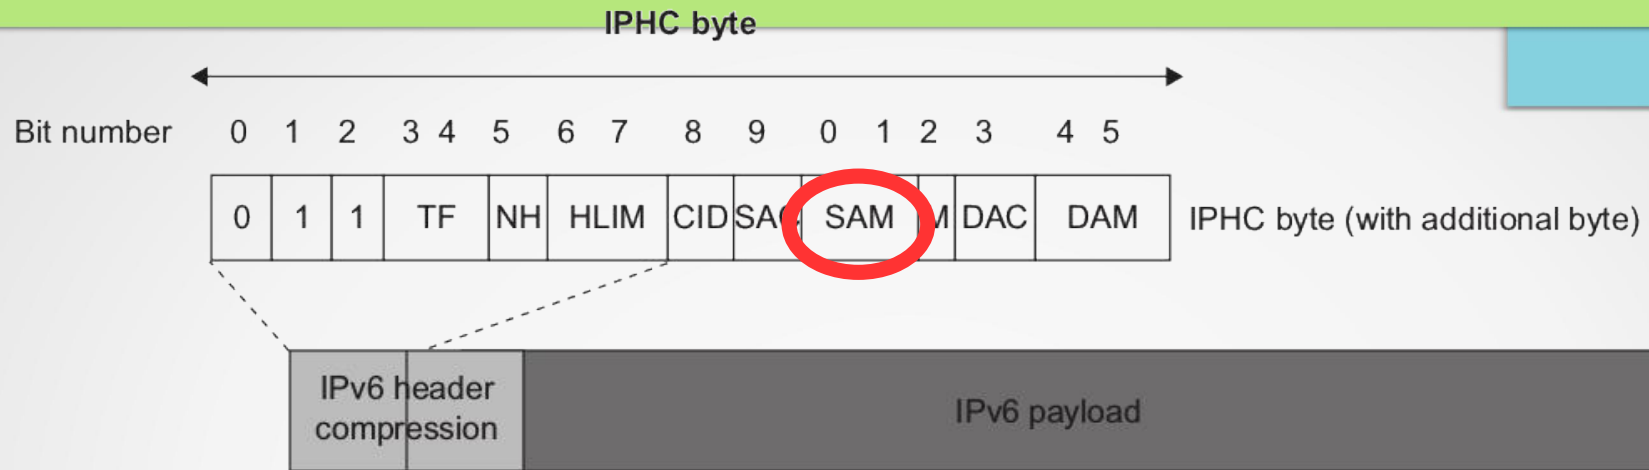 IPHC byte
Bit number 0 1 2 3 4 5 6 7 8 9 0 1 2 3 4 5
0 1 1 TF NH HLIM CID SAC SAM M DAC DAM IPHC byte (with additional byte)
IPv6 header
compression
IPv6 payload